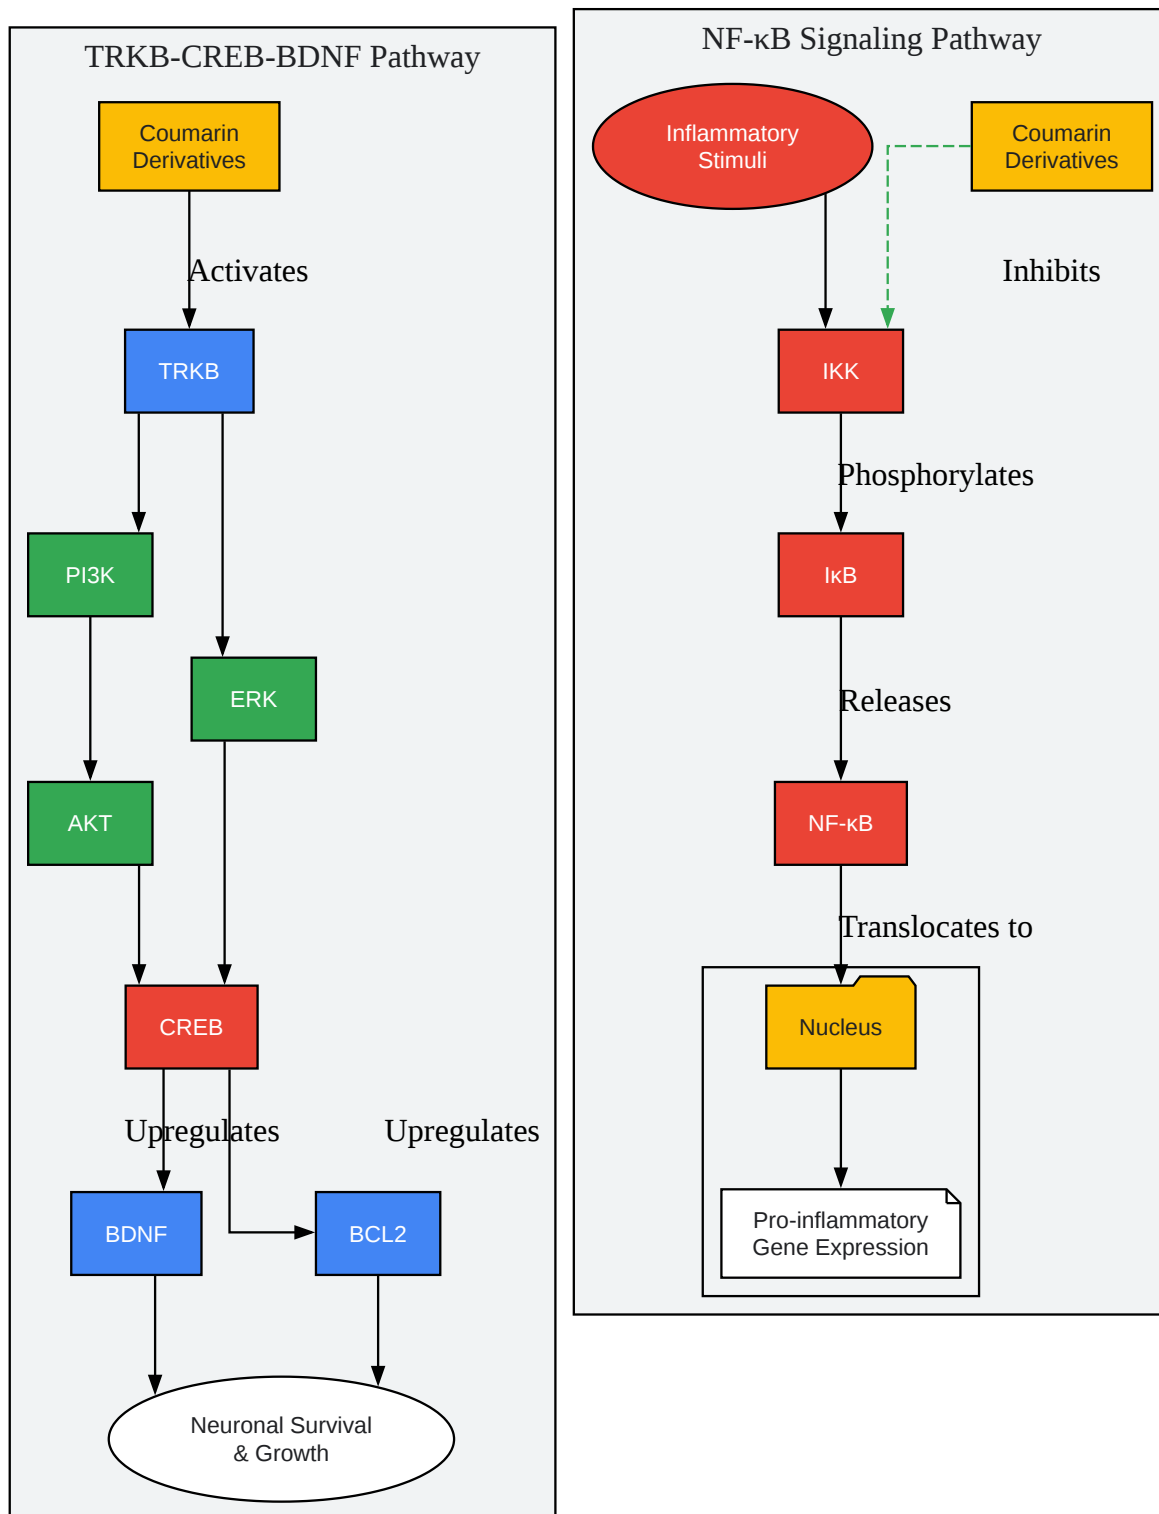 TRKB-CREB-BDNF Pathway
Coumarin
Derivatives
Activates
TRKB
PI3K
ERK
AKT
CREB
Upregulates
Upregulates
BDNF
BCL2
Neuronal Survival
& Growth
NF-κB Signaling Pathway
Inflammatory
Stimuli
Coumarin
Derivatives
Inhibits
IKK
Phosphorylates
IκB
Releases
NF-κB
Translocates to
Nucleus
Pro-inflammatory
Gene Expression